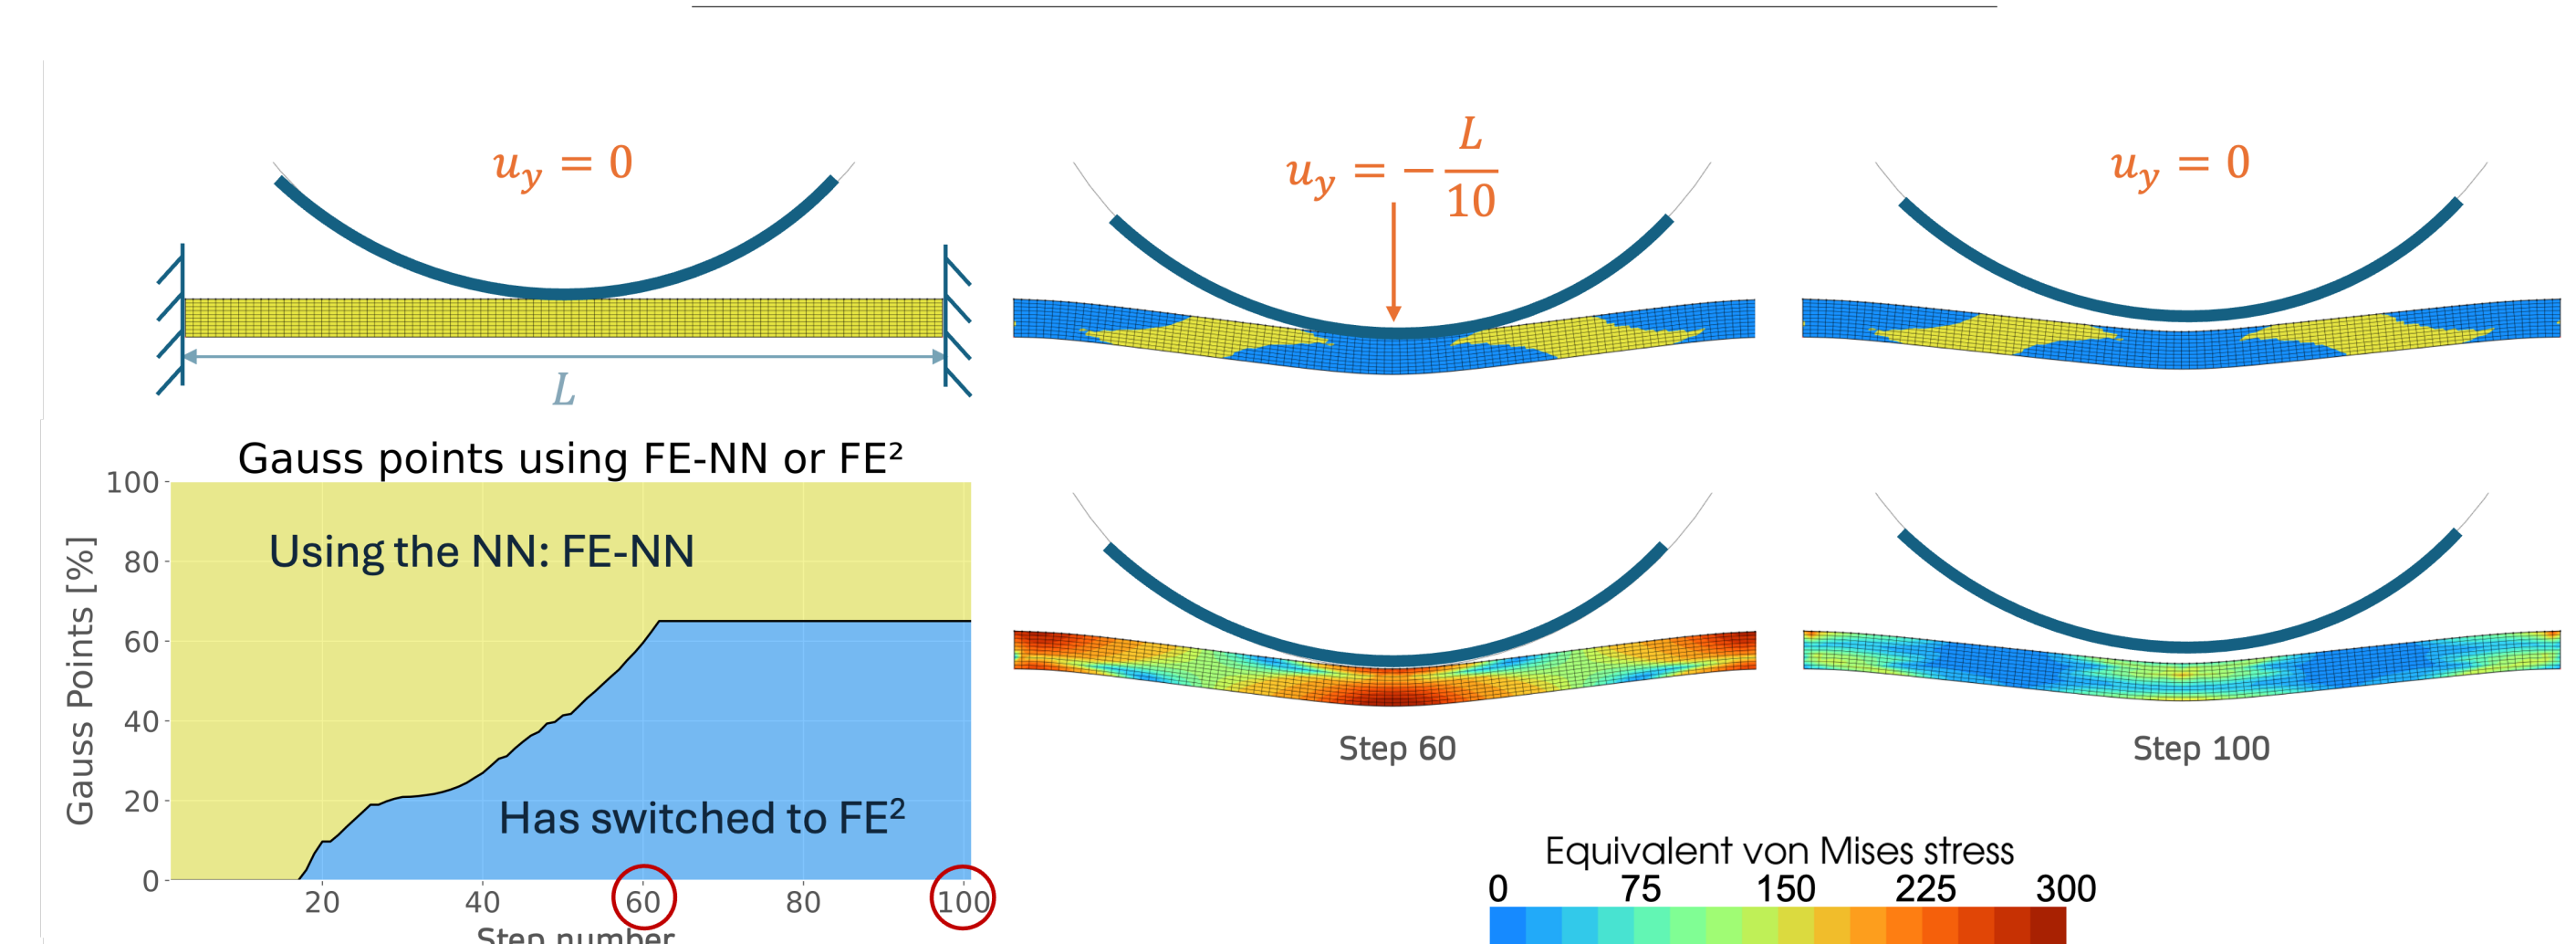 u_y = 0
u_y = − L/10
u_y = 0
L
Gauss points using FE-NN or FE²
Gauss Points [%]
100
80
60
40
20
0
Using the NN: FE-NN
Has switched to FE²
20 40 60 80 100
Step number
Step 60
Step 100
Equivalent von Mises stress
0 75 150 225 300